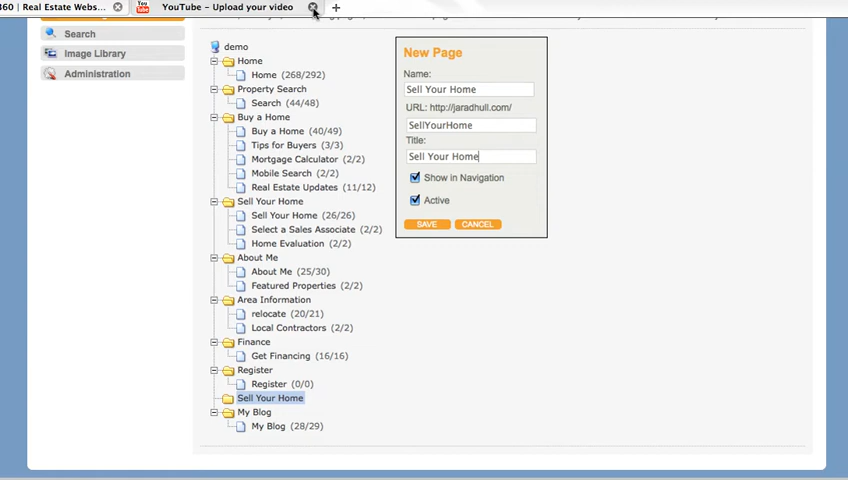 360 | Real Estate Webs...
You
Tube
YouTube - Upload your video
Search
Image Library
Administration
demo
Home
Home (268/292)
Property Search
Search (44/48)
Buy a Home
Buy a Home (40/49)
Tips for Buyers (3/3)
Mortgage Calculator (2/2)
Mobile Search (2/2)
Real Estate Updates (11/12)
Sell Your Home
Sell Your Home (26/26)
Select a Sales Associate (2/2)
Home Evaluation (2/2)
About Me
About Me (25/30)
Featured Properties (2/2)
Area Information
relocate (20/21)
Local Contractors (2/2)
Finance
Get Financing (16/16)
Register
Register (0/0)
Sell Your Home
My Blog
My Blog (28/29)
New Page
Name:
Sell Your Home
URL: http://jaradhull.com/
SellYourHome
Title:
Sell Your Home
Show in Navigation
Active
SAVE CANCEL